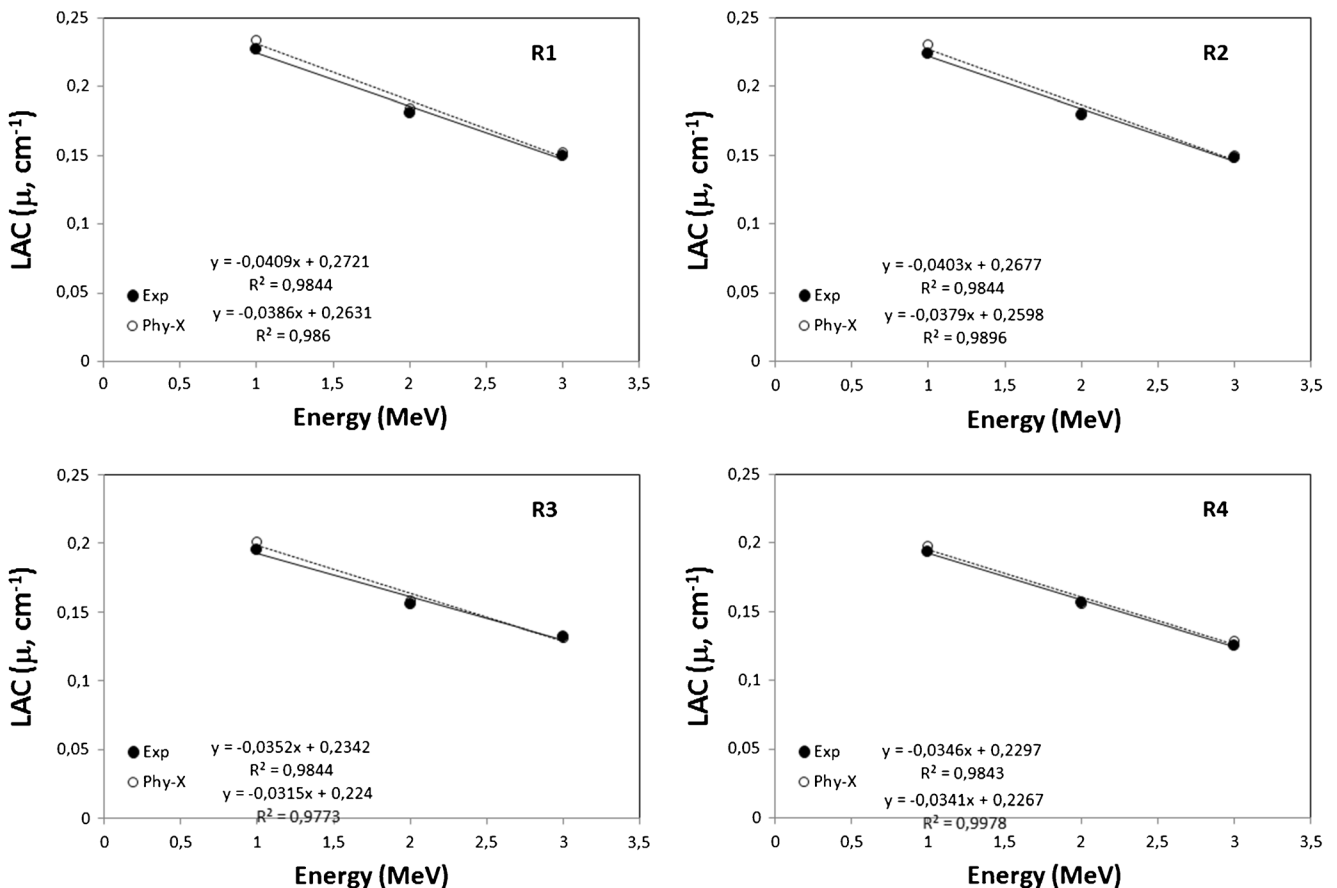 0,25
0,2
0,15
0,1
0,05
0
LAC (μ, cm-1)
R1
y = -0,0409x + 0,2721
R² = 0,9844
y = -0,0386x + 0,2631
R² = 0,986
Exp
Phy-X
0 0,5 1 1,5 2 2,5 3 3,5
Energy (MeV)
0,25
0,2
0,15
0,1
0,05
0
LAC (μ, cm-1)
R2
y = -0,0403x + 0,2677
R² = 0,9844
y = -0,0379x + 0,2598
R² = 0,9896
Exp
Phy-X
0 0,5 1 1,5 2 2,5 3 3,5
Energy (MeV)
0,25
0,2
0,15
0,1
0,05
0
LAC (μ, cm-1)
R3
y = -0,0352x + 0,2342
R² = 0,9844
y = -0,0315x + 0,224
R² = 0,9773
Exp
Phy-X
0 0,5 1 1,5 2 2,5 3 3,5
Energy (MeV)
0,25
0,2
0,15
0,1
0,05
0
LAC (μ, cm-1)
R4
y = -0,0346x + 0,2297
R² = 0,9843
y = -0,0341x + 0,2267
R² = 0,9978
Exp
Phy-X
0 0,5 1 1,5 2 2,5 3 3,5
Energy (MeV)